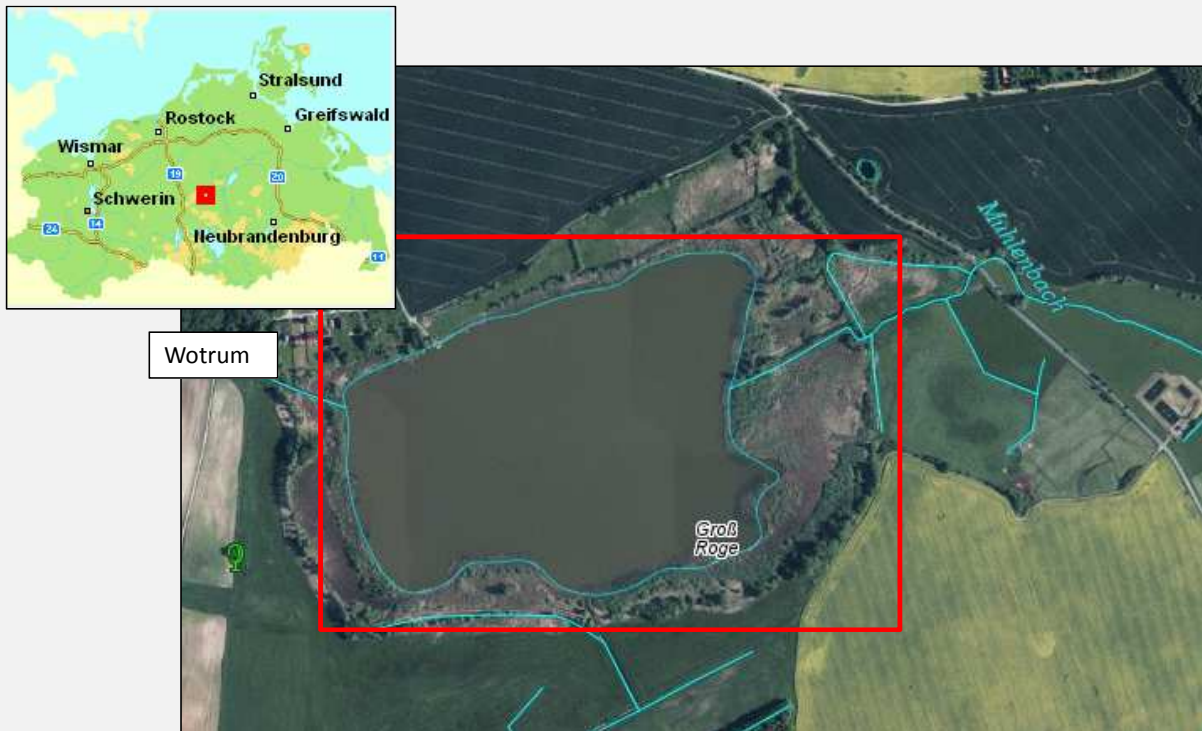 Stralsund
Rostock
Greifswald
Wismar
19
20
Schwerin
14
24
Neubrandenburg
11
Mühlenbach
Wotrum
Groß
Roge